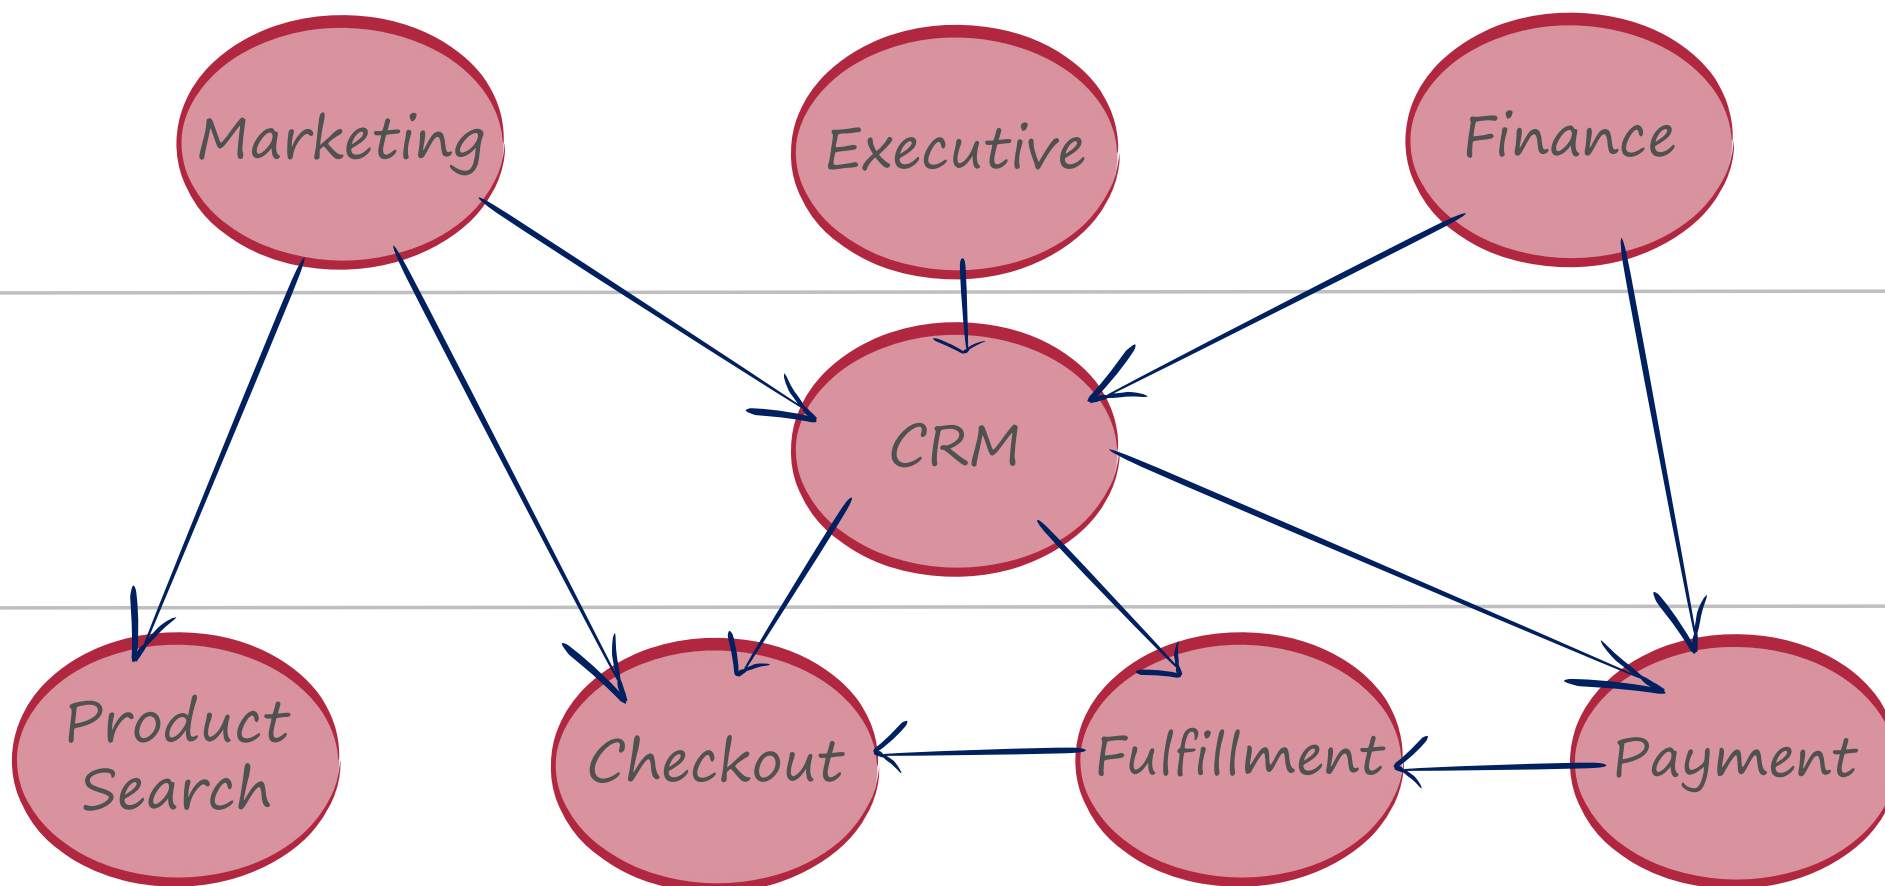 Marketing
Executive
Finance
CRM
Product
Search
Checkout
Fulfillment
Payment